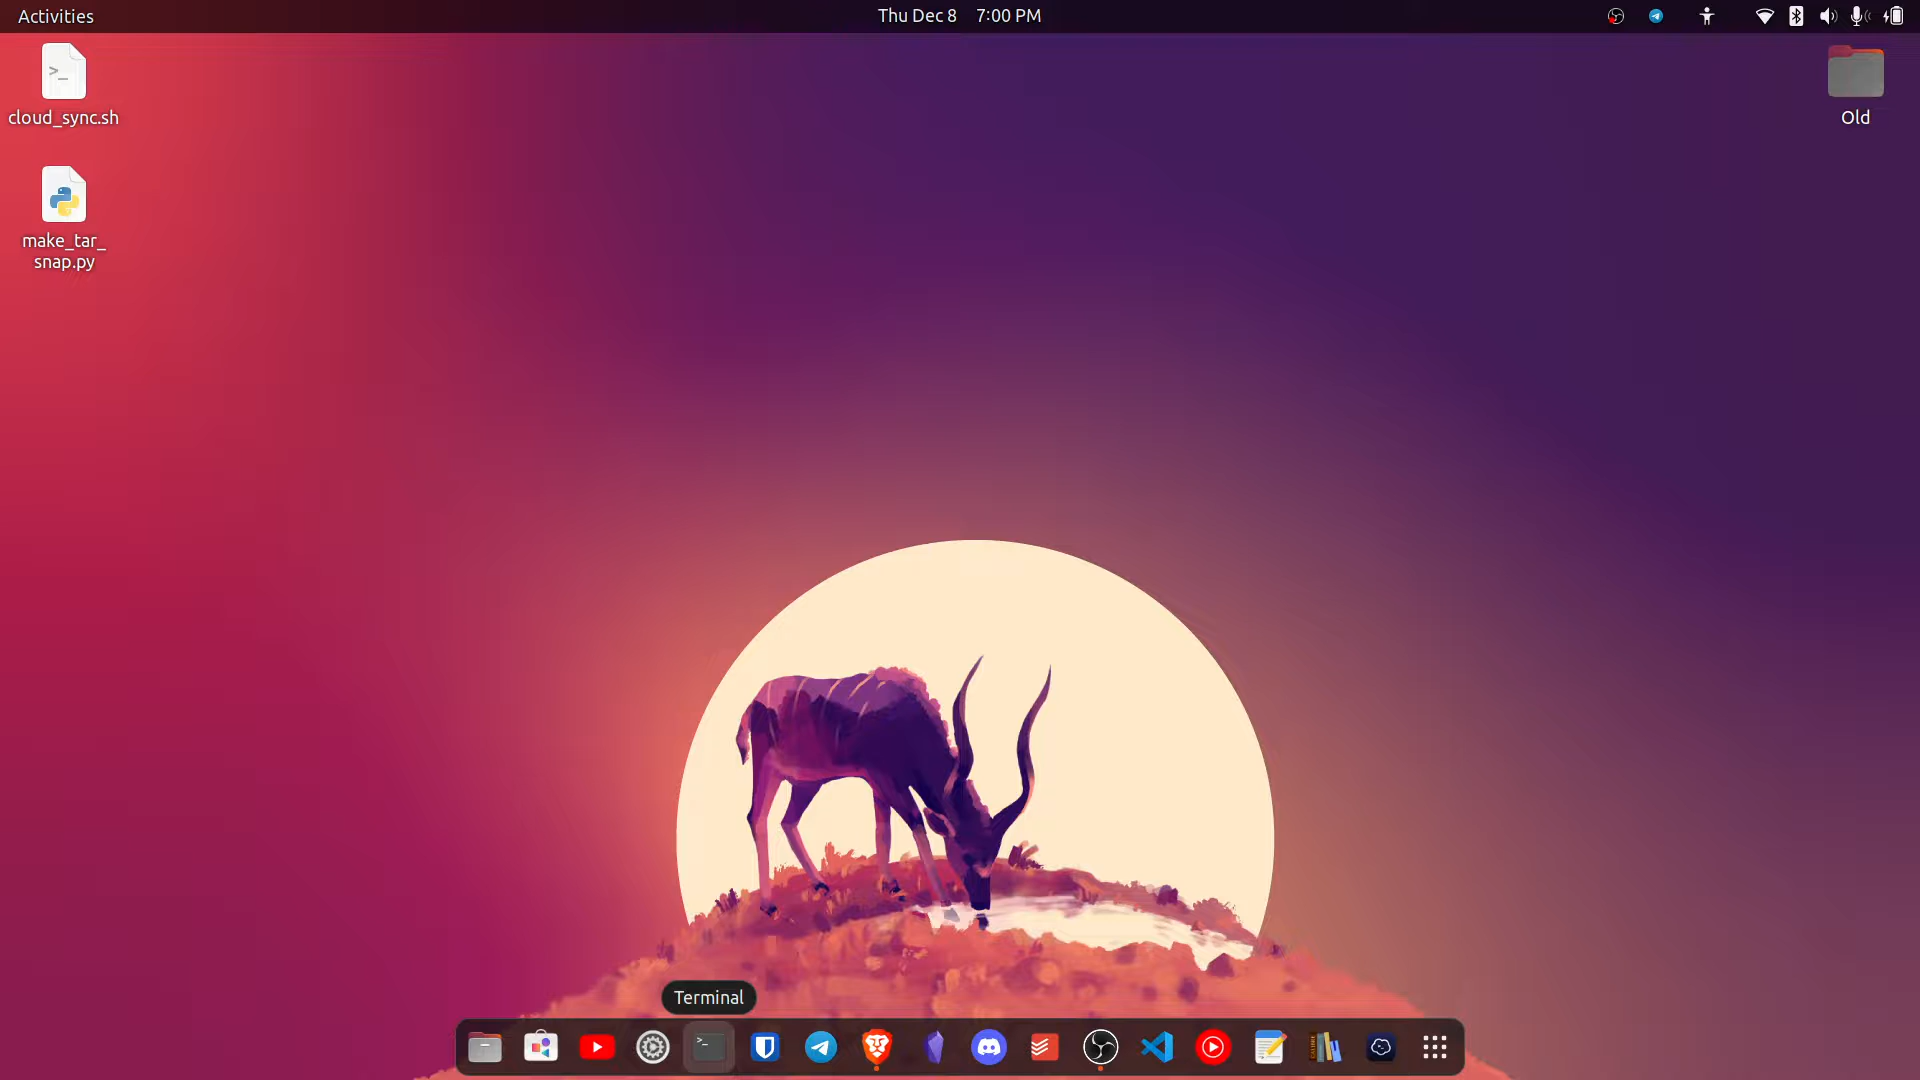 Activities
Thu Dec 8 7:00 PM
cloud_sync.sh
make_tar_
snap.py
Old
Terminal